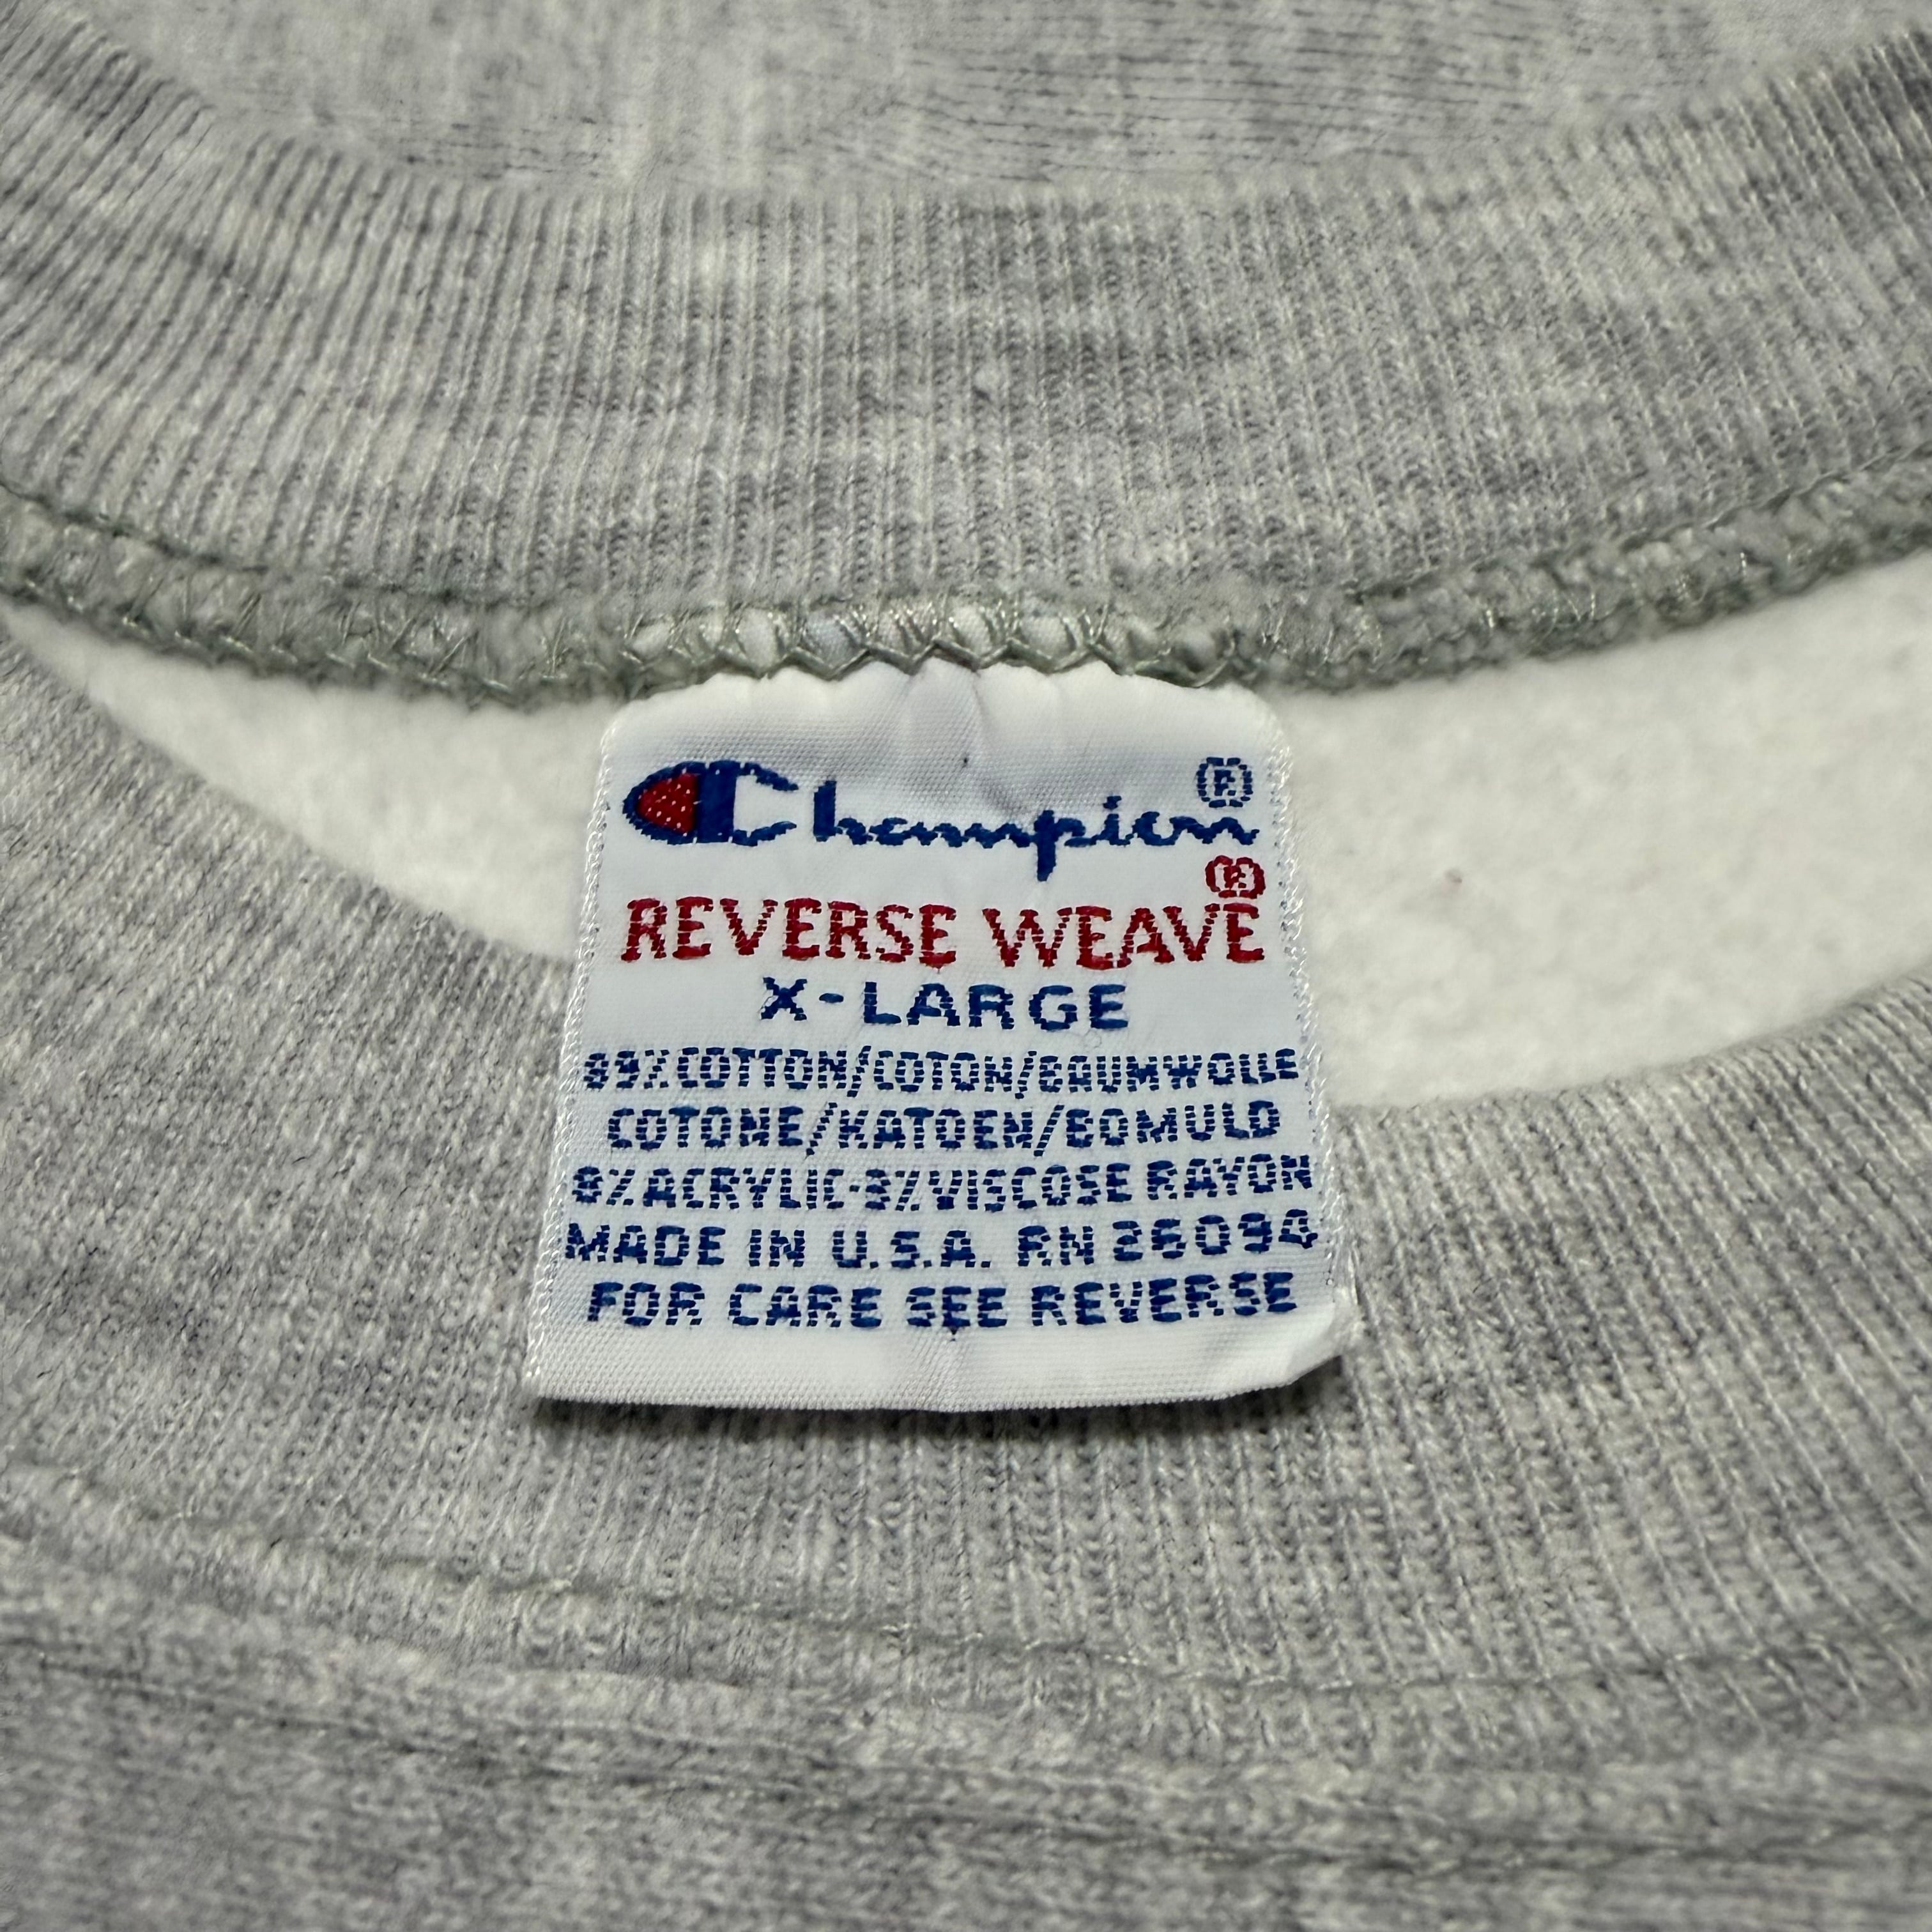 Champion®
REVERSE WEAVE®
X-LARGE
89% COTTON/COTON/BAUMWOLLE
COTONE/KATOEN/BOMULD
8% ACRYLIC-3% VISCOSE RAYON
MADE IN U.S.A. RN 26094
FOR CARE SEE REVERSE